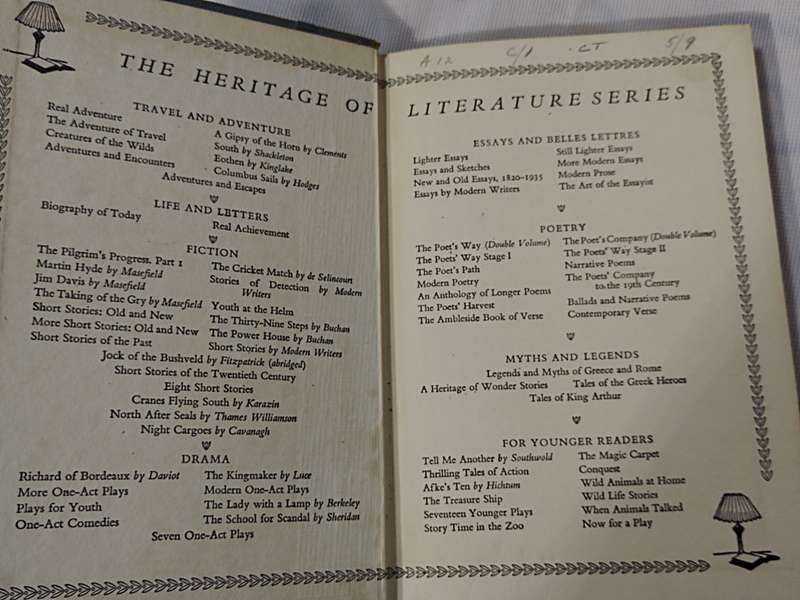 THE HERITAGE OF
TRAVEL AND ADVENTURE
Real Adventure
The Adventure of Travel
Creatures of the Wilds
Adventures and Encounters
A Gipsy of the Horn by Clements
South by Shackleton
Eothen by Kinglake
Columbus Sails by Hodges
Adventures and Escapes
LIFE AND LETTERS
Biography of Today
Real Achievement
FICTION
The Pilgrim's Progress. Part I
Martin Hyde by Masefield
Jim Davis by Masefield
The Taking of the Gry by Masefield
Short Stories: Old and New
More Short Stories: Old and New
Short Stories of the Past
The Cricket Match by de Selincourt
Stories of Detection by Modern
Writers
Youth at the Helm
The Thirty-Nine Steps by Buchan
The Power House by Buchan
Short Stories by Modern Writers
Jock of the Bushveld by Fitzpatrick (abridged)
Short Stories of the Twentieth Century
Eight Short Stories
Cranes Flying South by Karazin
North After Seals by Thames Williamson
Night Cargoes by Cavanagh
DRAMA
Richard of Bordeaux by Daviot
More One-Act Plays
Plays for Youth
One-Act Comedies
The Kingmaker by Luce
Modern One-Act Plays
The Lady with a Lamp by Berkeley
The School for Scandal by Sheridan
Seven One-Act Plays
A 12 C/1 CT 5/9
LITERATURE SERIES
ESSAYS AND BELLES LETTRES
Lighter Essays
Essays and Sketches
New and Old Essays, 1820–1935
Essays by Modern Writers
Still Lighter Essays
More Modern Essays
Modern Prose
The Art of the Essayist
POETRY
The Poet's Way (Double Volume)
The Poets' Way Stage I
The Poet's Path
Modern Poetry
An Anthology of Longer Poems
The Poets' Harvest
The Ambleside Book of Verse
The Poet's Company (Double Volume)
The Poets' Way Stage II
Narrative Poems
The Poets' Company
to the 19th Century
Ballads and Narrative Poems
Contemporary Verse
MYTHS AND LEGENDS
Legends and Myths of Greece and Rome
A Heritage of Wonder Stories
Tales of the Greek Heroes
Tales of King Arthur
FOR YOUNGER READERS
Tell Me Another by Southwold
Thrilling Tales of Action
Afke's Ten by Hichtum
The Treasure Ship
Seventeen Younger Plays
Story Time in the Zoo
The Magic Carpet
Conquest
Wild Animals at Home
Wild Life Stories
When Animals Talked
Now for a Play